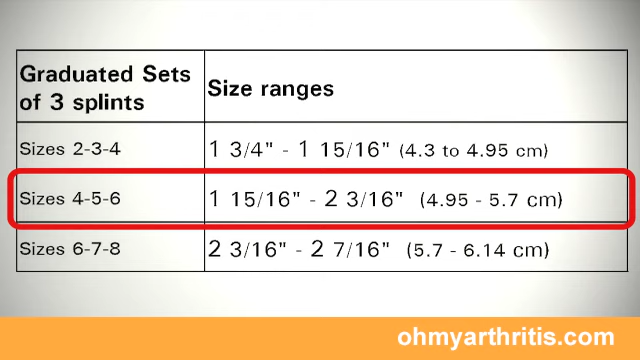 Graduated Sets
of 3 splints
Size ranges
Sizes 2-3-4
1 3/4" - 1 15/16" (4.3 to 4.95 cm)
Sizes 4-5-6
1 15/16" - 2 3/16" (4.95 - 5.7 cm)
Sizes 6-7-8
2 3/16" - 2 7/16" (5.7 - 6.14 cm)
ohmyarthritis.com